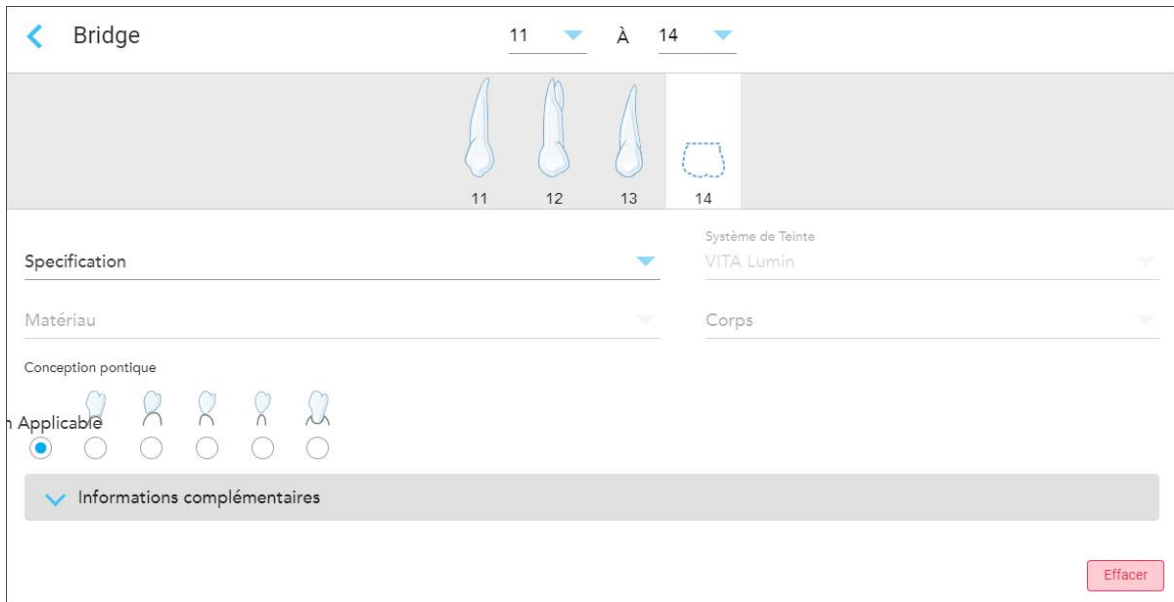 Bridge 11 À 14
11 12 13 14
Système de Teinte
Specification VITA Lumin
Matériau Corps
Conception pontique
n Applicable
Informations complémentaires
Effacer